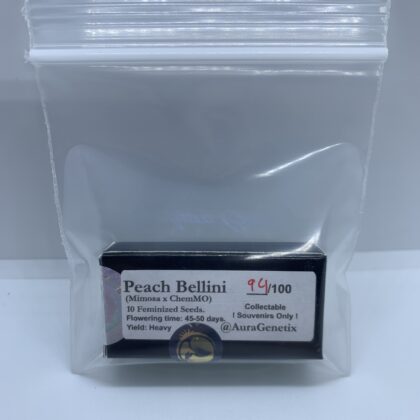 Peach Bellini
(Mimosa x ChemMO)
10 Feminized Seeds.
Flowering time: 45-50 days.
Yield: Heavy
94/100
Collectable
! Souvenirs Only !
@AuraGenetix